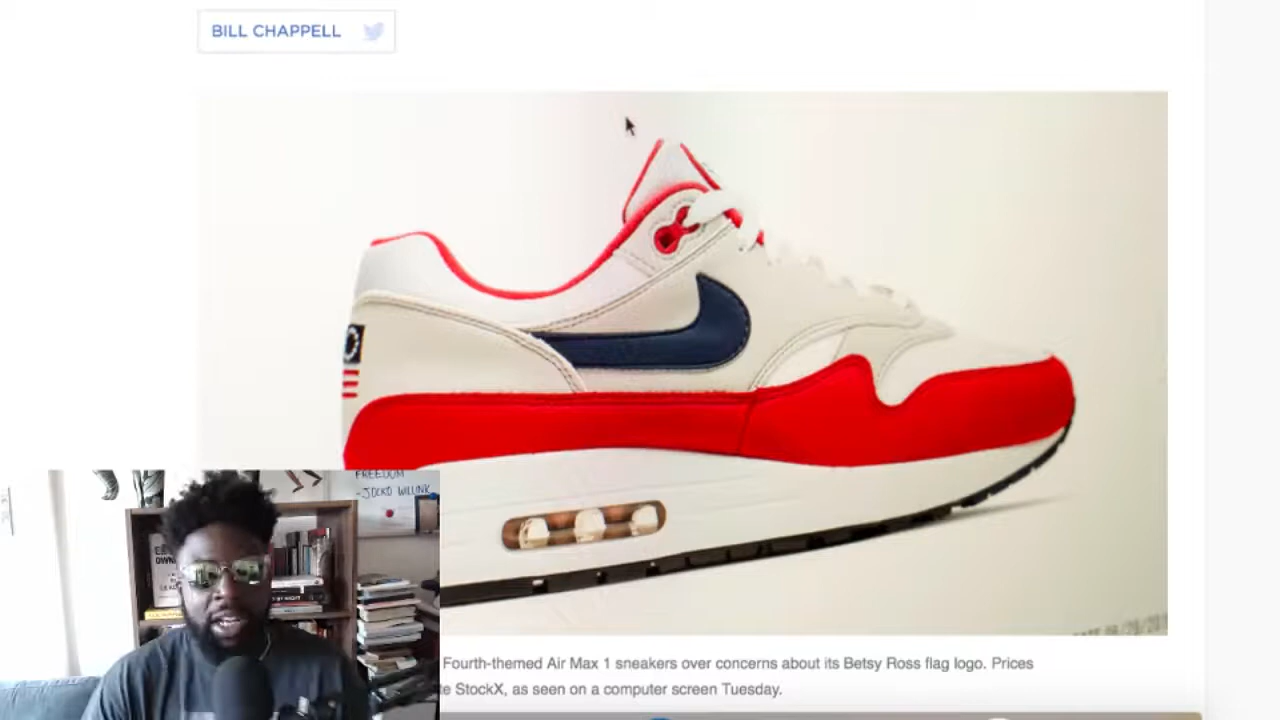 BILL CHAPPELL
FREEDOM
-JOCKO WILLINK
OWN
Fourth-themed Air Max 1 sneakers over concerns about its Betsy Ross flag logo. Prices
StockX, as seen on a computer screen Tuesday.